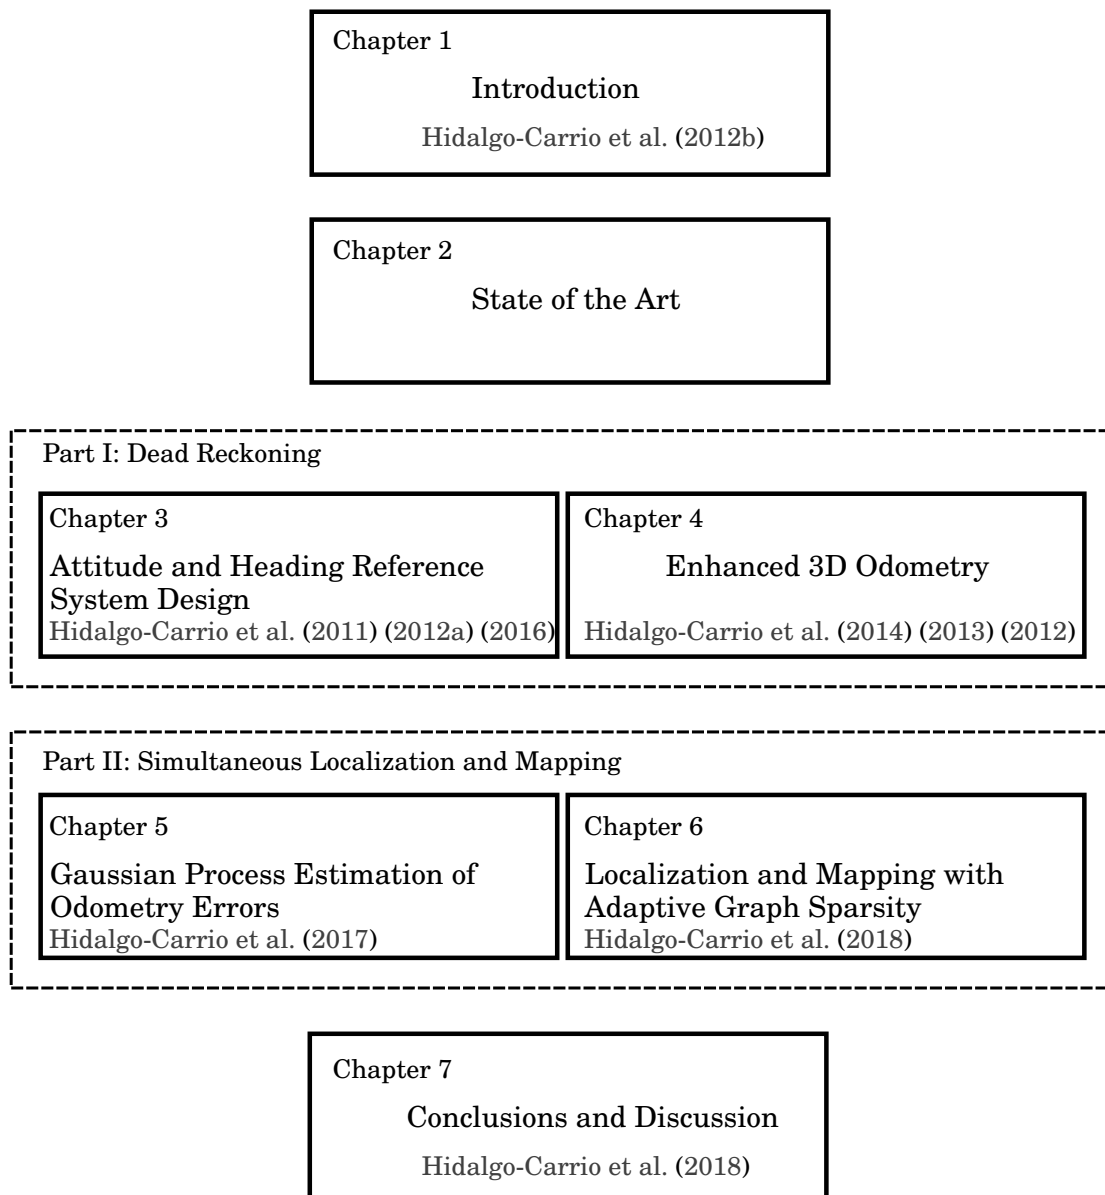 Chapter 1
Introduction
Hidalgo-Carrio et al. (2012b)
Chapter 2
State of the Art
Part I: Dead Reckoning
Chapter 3
Attitude and Heading Reference
System Design
Hidalgo-Carrio et al. (2011) (2012a) (2016)
Chapter 4
Enhanced 3D Odometry
Hidalgo-Carrio et al. (2014) (2013) (2012)
Part II: Simultaneous Localization and Mapping
Chapter 5
Gaussian Process Estimation of
Odometry Errors
Hidalgo-Carrio et al. (2017)
Chapter 6
Localization and Mapping with
Adaptive Graph Sparsity
Hidalgo-Carrio et al. (2018)
Chapter 7
Conclusions and Discussion
Hidalgo-Carrio et al. (2018)